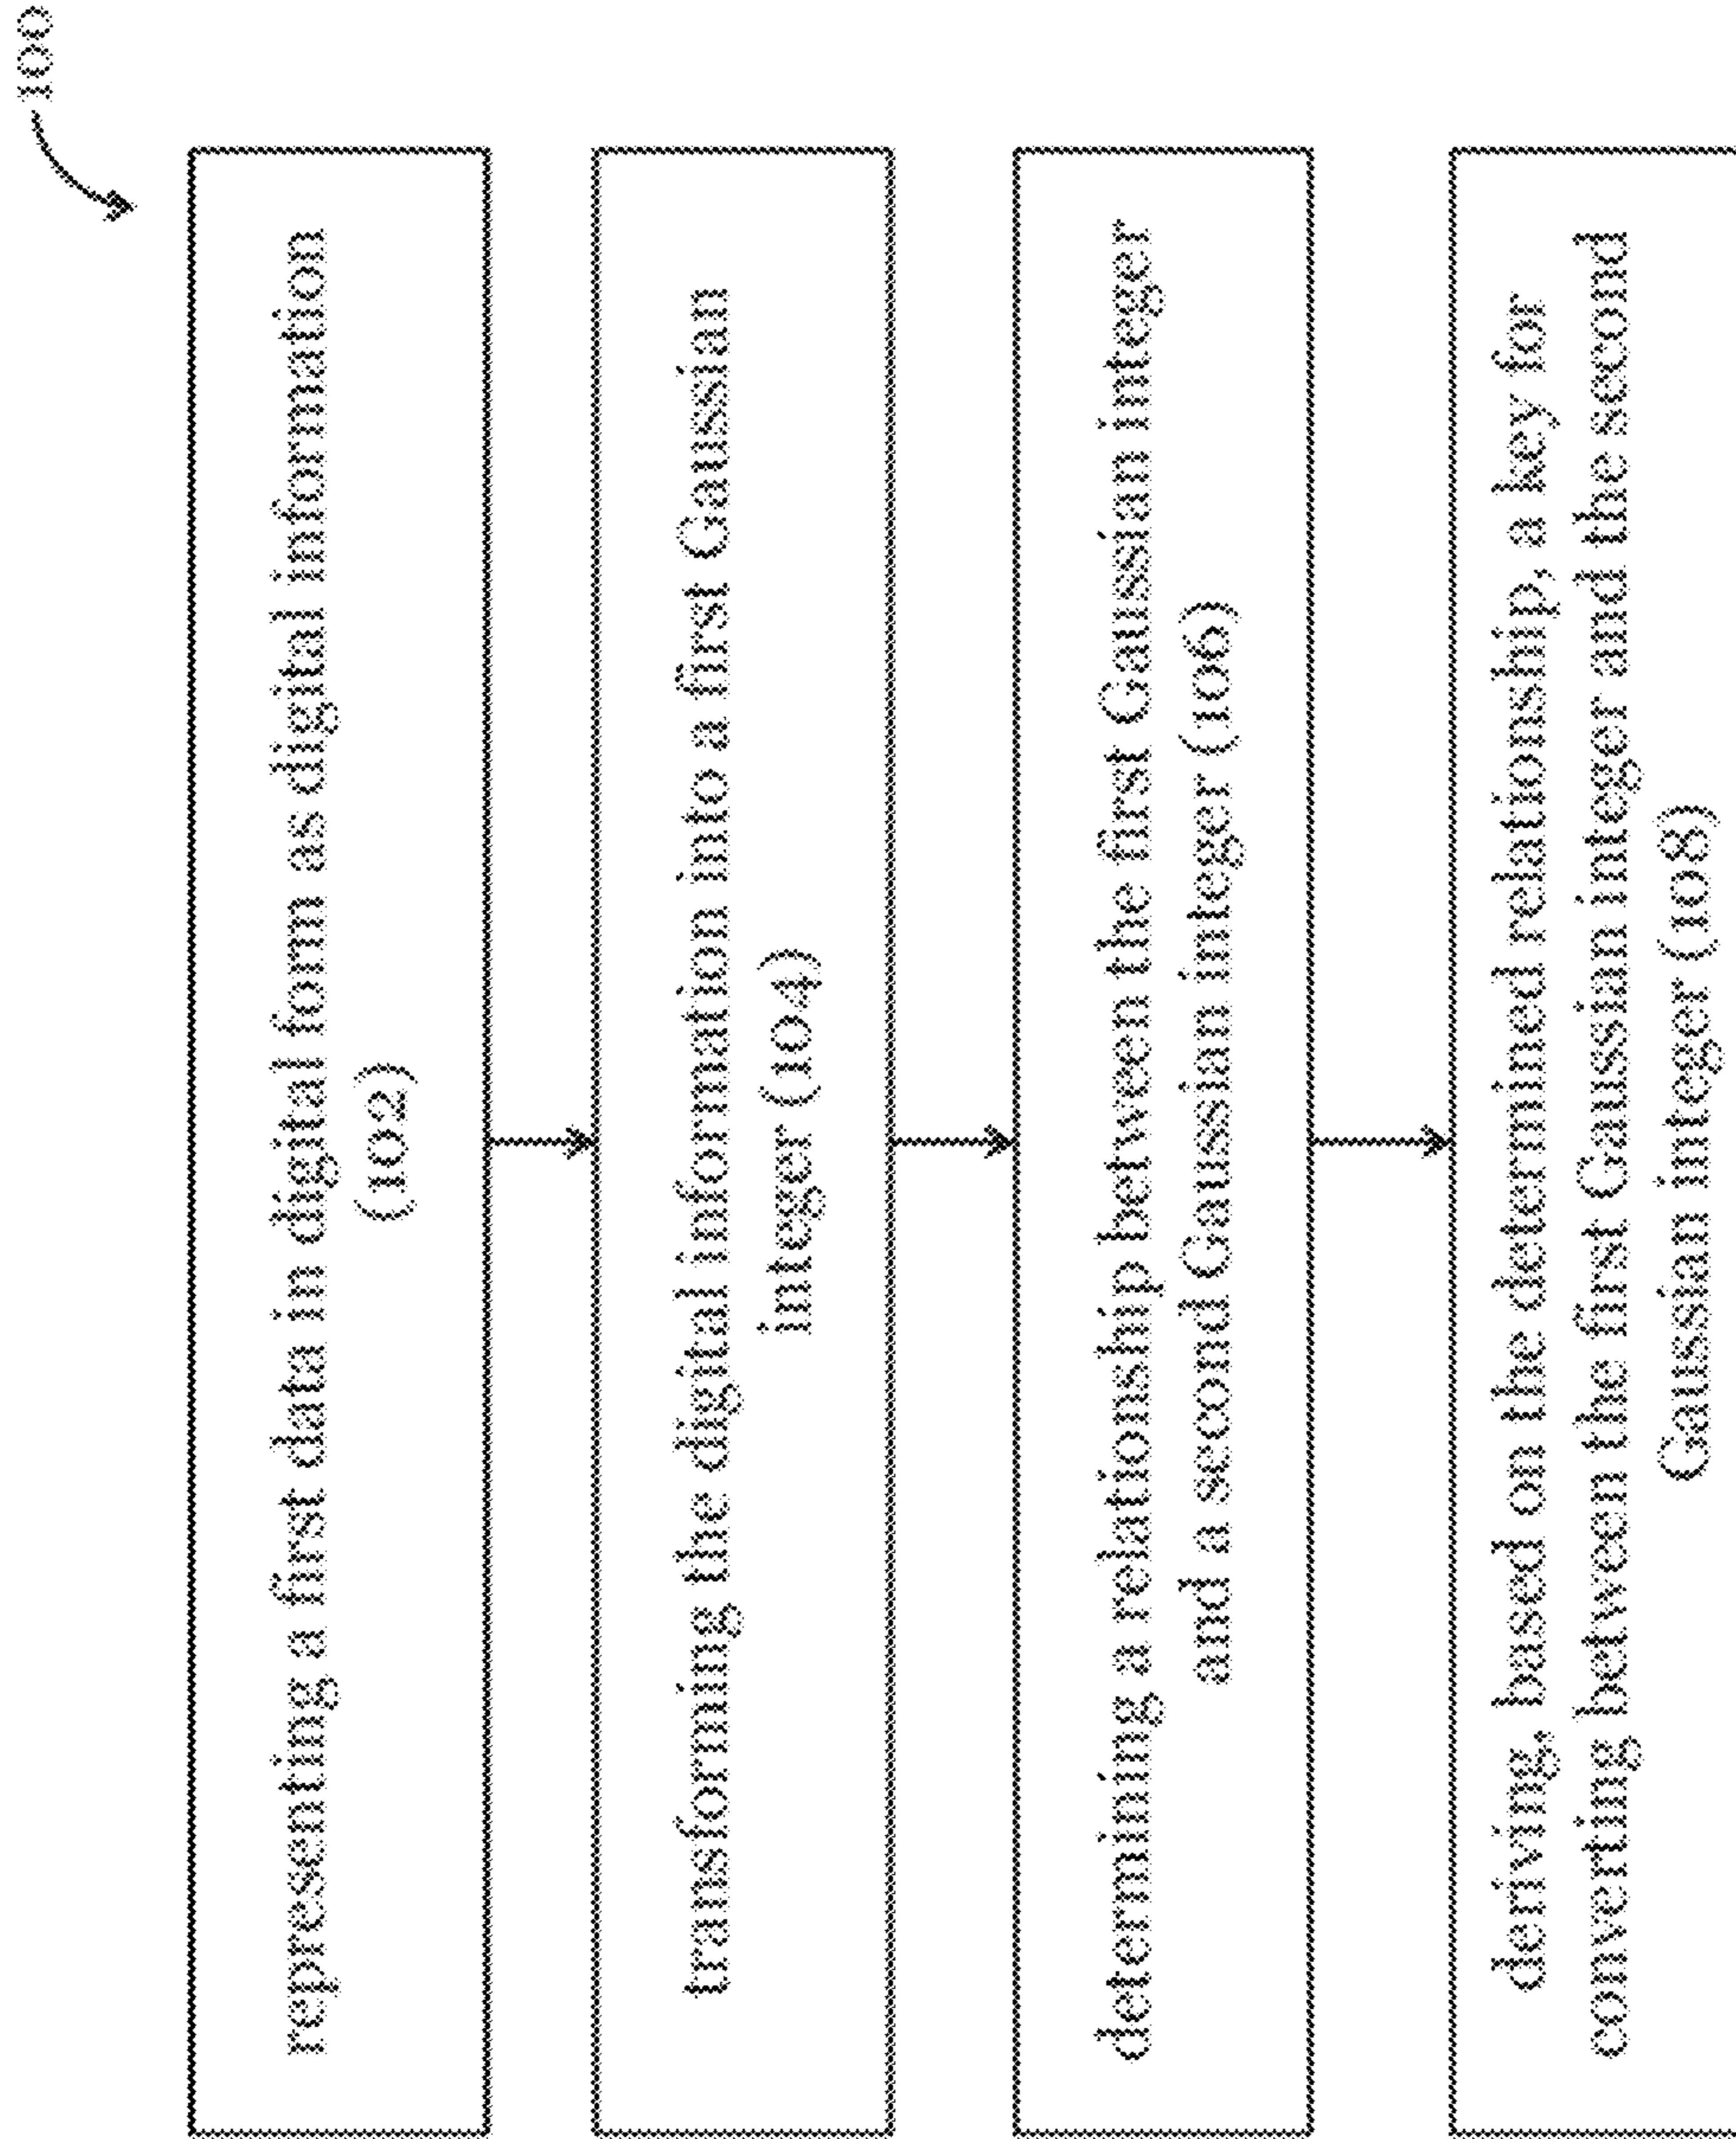 100
representing a first data in digital form as digital information
(102)
transforming the digital information into a first Gaussian
integer (104)
determining a relationship between the first Gaussian integer
and a second Gaussian integer (106)
deriving, based on the determined relationship, a key for
converting between the first Gaussian integer and the second
Gaussian integer (108)